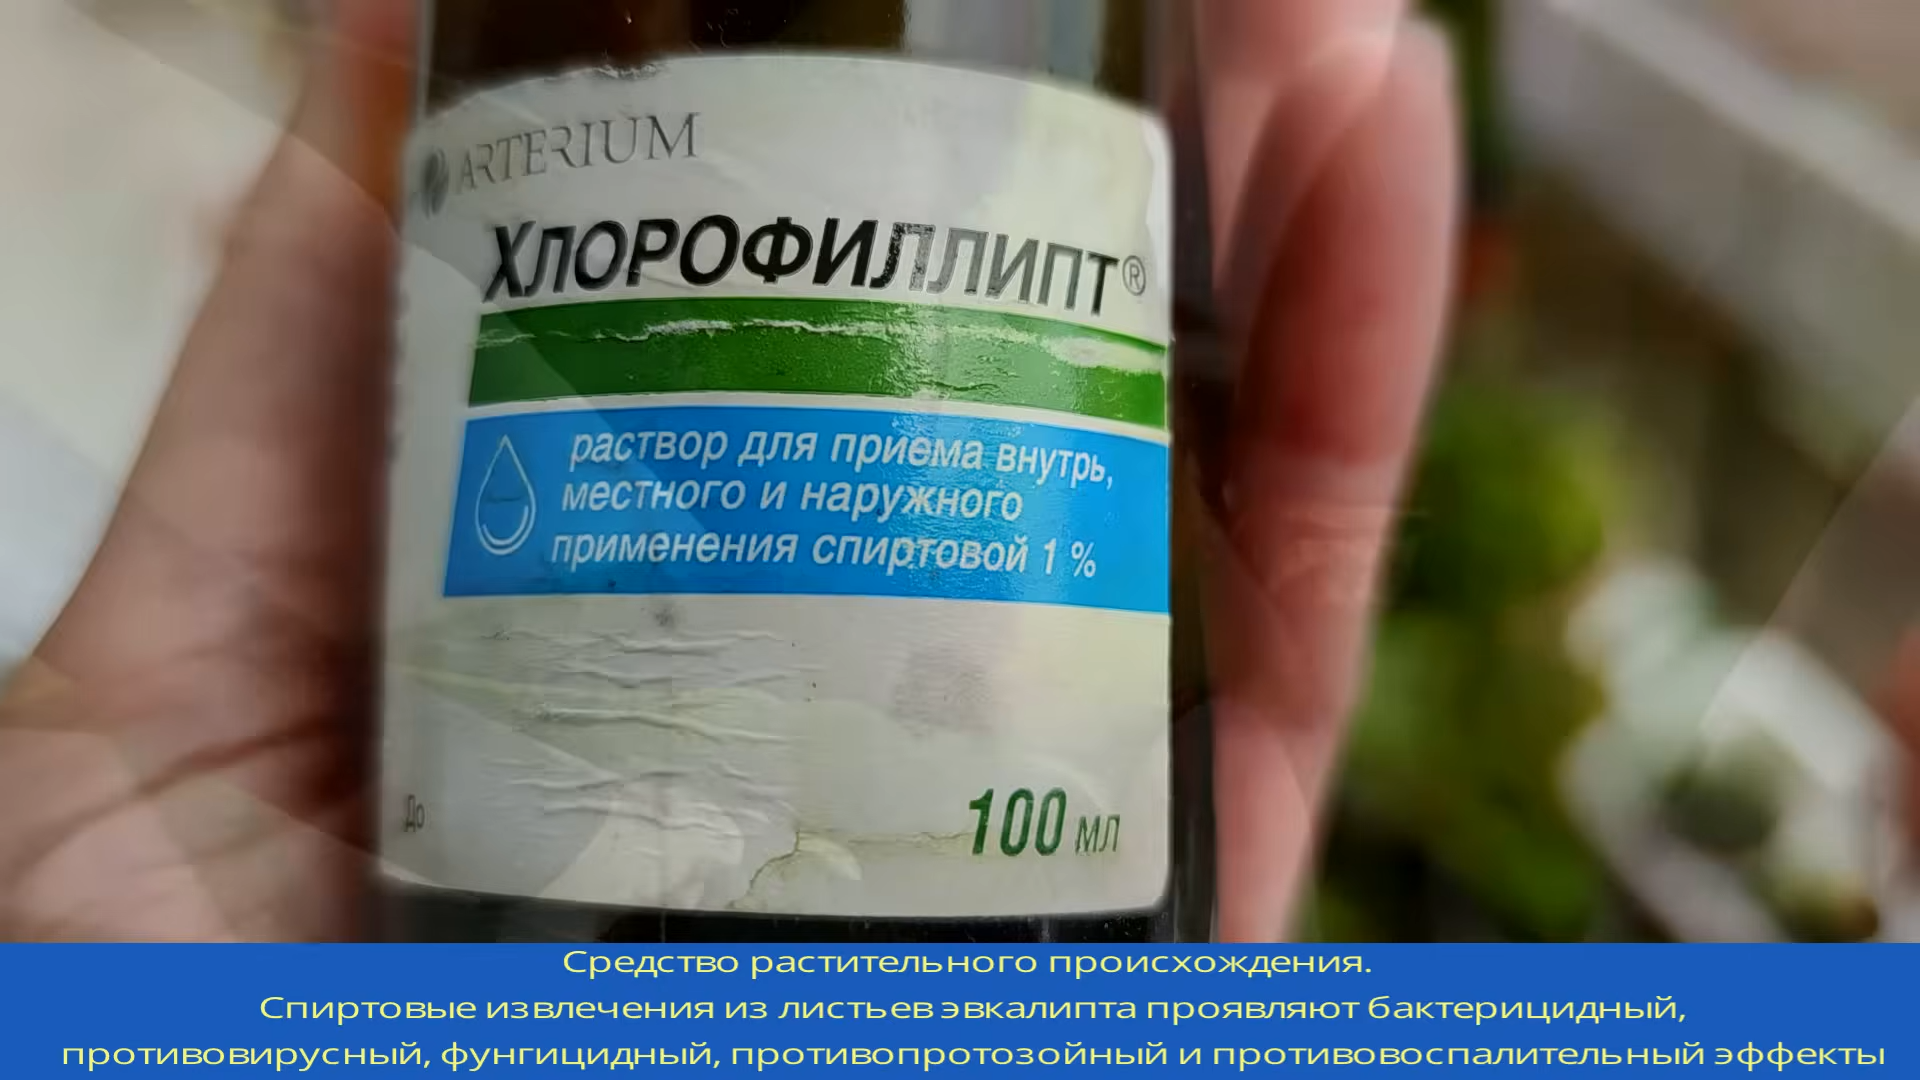 ARTERIUM
ХЛОРОФИЛЛИПТ®
раствор для приема внутрь,
местного и наружного
применения спиртовой 1 %
До
100 мл
Средство растительного происхождения.
Спиртовые извлечения из листьев эвкалипта проявляют бактерицидный,
противовирусный, фунгицидный, противопротозойный и противовоспалительный эффекты